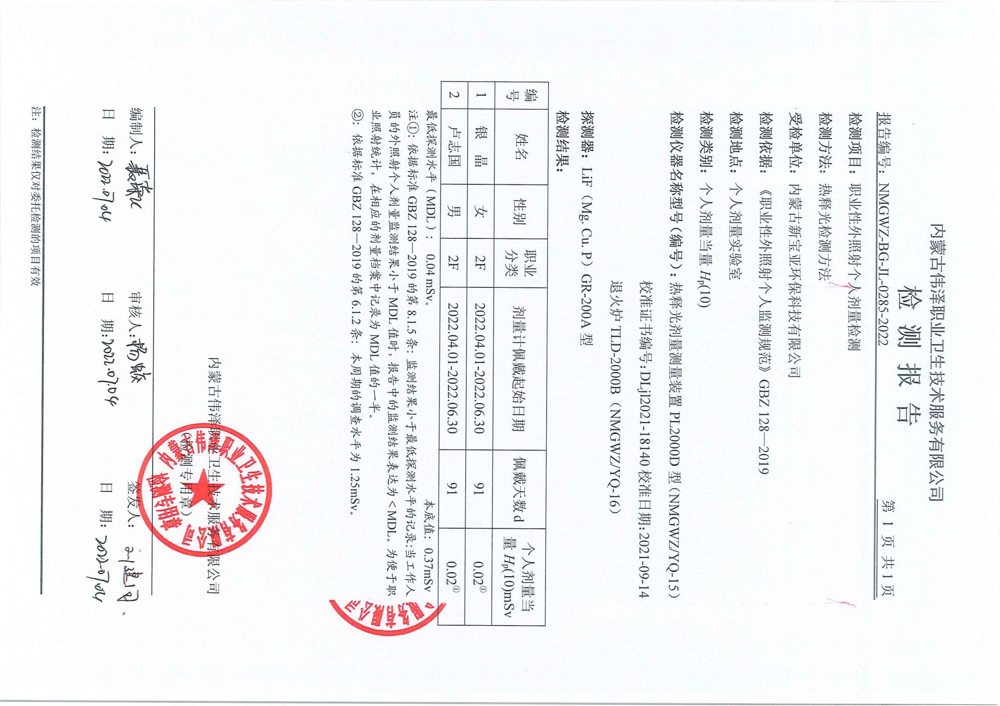 内蒙古伟泽职业卫生技术服务有限公司
检 测 报 告
报告编号：NMGWZ-BG-JL-0285-2022 第 1 页 共 1 页
检测项目：职业性外照射个人剂量检测
检测方法：热释光检测方法
受检单位：内蒙古新宝亚环保科技有限公司
检测依据：《职业性外照射个人监测规范》GBZ 128—2019
检测地点：个人剂量实验室
检测类别：个人剂量当量 Hp(10)
检测仪器名称型号（编号）：热释光剂量测量装置 PL2000D 型（NMGWZ/YQ-15）
校准证书编号：DLjl2021-18140 校准日期：2021-09-14
退火炉 TLD-2000B（NMGWZ/YQ-16）
探测器：LiF（Mg. Cu. P）GR-200A 型
检测结果：
编号 姓名 性别 职业分类 剂量计佩戴起始日期 佩戴天数 d 个人剂量当量 Hp(10)mSv
1 银 晶 女 2F 2022.04.01-2022.06.30 91 0.02①
2 卢志国 男 2F 2022.04.01-2022.06.30 91 0.02①
最低探测水平（MDL）： 0.04 mSv。 本底值：0.37mSv
注①：依据标准 GBZ 128—2019 的第 8.1.5 条：监测结果小于最低探测水平的记录:当工作人
员的外照射个人剂量监测结果小于 MDL 值时，报告中的监测结果表达为＜MDL。为便于职
业照射统计，在相应的剂量档案中记录为 MDL 值的一半。
②：依据标准 GBZ 128—2019 的第 6.1.2 条：本周期的调查水平为 1.25mSv。
内蒙古伟泽职业卫生技术服务有限公司
（检测专用章）
内蒙古伟泽职业卫生技术服务有限公司
检测专用章
服务有限公司
编制人： 审核人： 签发人：
日 期：2022.07.04 日 期：2022.07.04 日 期：2022.07.04
注：检测结果仅对委托检测的项目有效